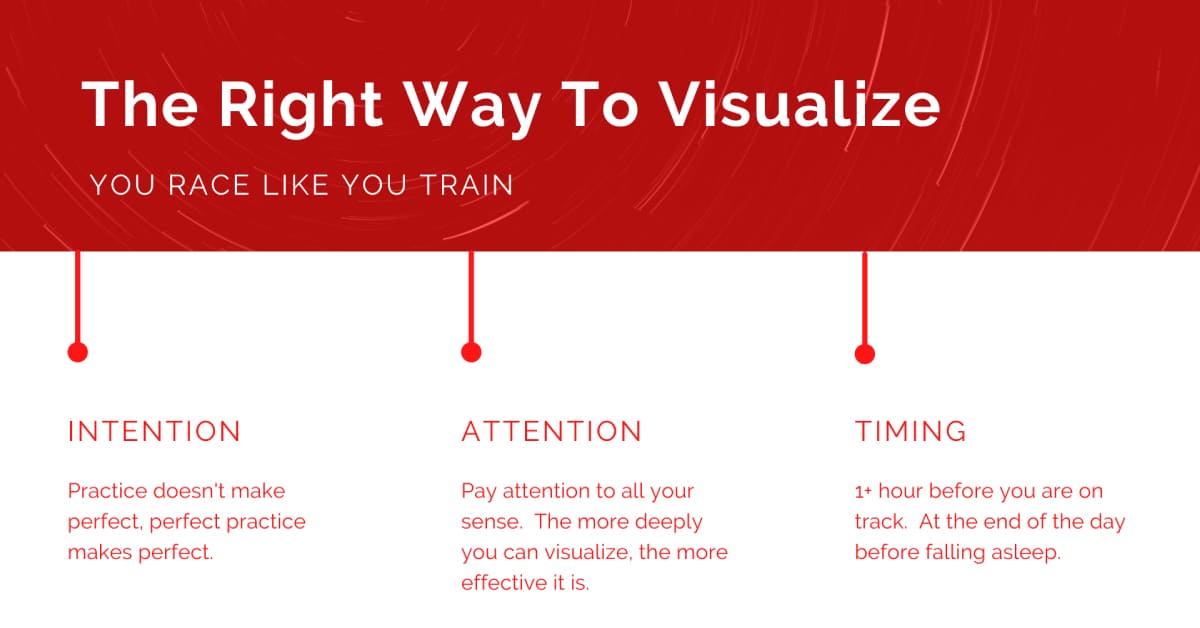 The Right Way To Visualize
YOU RACE LIKE YOU TRAIN
INTENTION
Practice doesn't make
perfect, perfect practice
makes perfect.
ATTENTION
Pay attention to all your
sense.  The more deeply
you can visualize, the more
effective it is.
TIMING
1+ hour before you are on
track.  At the end of the day
before falling asleep.